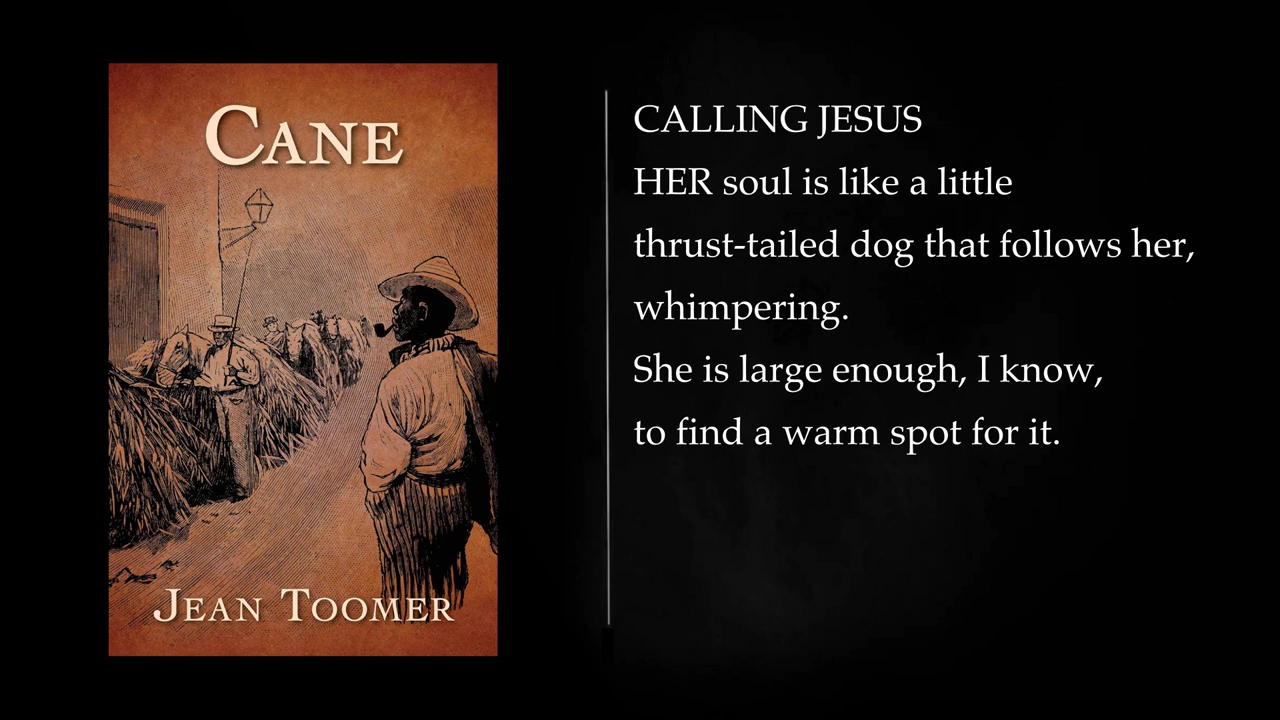 CANE
JEAN TOOMER
CALLING JESUS
HER soul is like a little
thrust-tailed dog that follows her,
whimpering.
She is large enough, I know,
to find a warm spot for it.